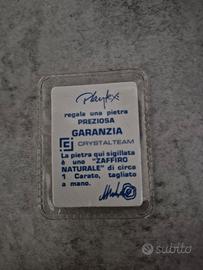 Playtex
regala una pietra
PREZIOSA
GARANZIA
CRYSTALTEAM
La pietra qui sigillata
è uno "ZAFFIRO
NATURALE" di circa
1 Carato, tagliato
a mano.
subito